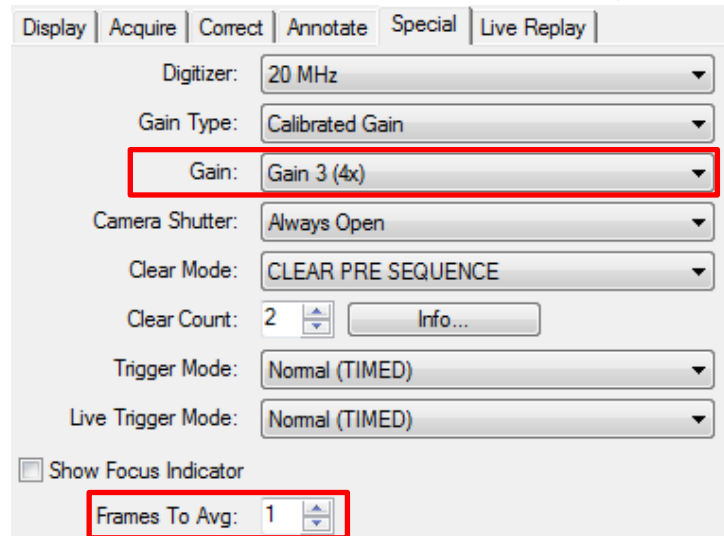 Display Acquire Correct Annotate Special Live Replay
Digitizer: 20 MHz
Gain Type: Calibrated Gain
Gain: Gain 3 (4x)
Camera Shutter: Always Open
Clear Mode: CLEAR PRE SEQUENCE
Clear Count: 2 Info...
Trigger Mode: Normal (TIMED)
Live Trigger Mode: Normal (TIMED)
Show Focus Indicator
Frames To Avg: 1